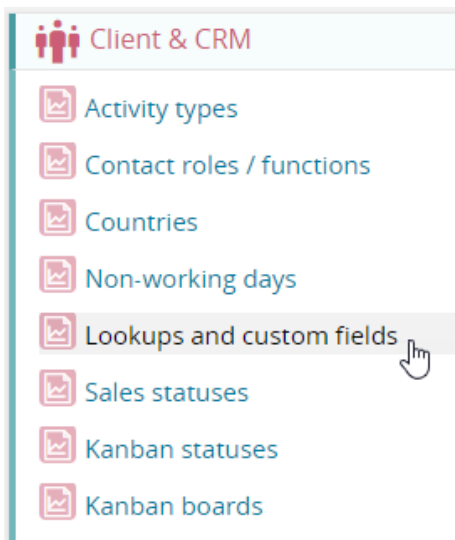 Client & CRM
Activity types
Contact roles / functions
Countries
Non-working days
Lookups and custom fields
Sales statuses
Kanban statuses
Kanban boards